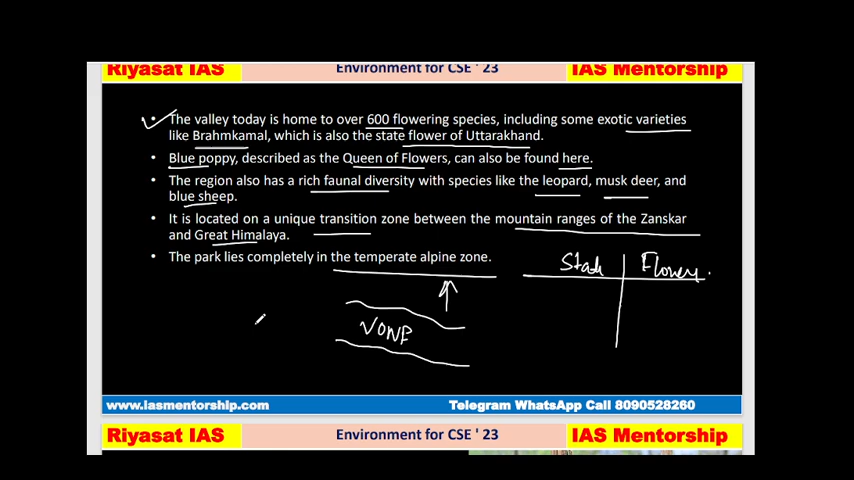 Riyasat IAS
Environment for CSE ' 23
IAS Mentorship
• The valley today is home to over 600 flowering species, including some exotic varieties
like Brahmkamal, which is also the state flower of Uttarakhand.
• Blue poppy, described as the Queen of Flowers, can also be found here.
• The region also has a rich faunal diversity with species like the leopard, musk deer, and
blue sheep.
• It is located on a unique transition zone between the mountain ranges of the Zanskar
and Great Himalaya.
• The park lies completely in the temperate alpine zone.
State Flower
www.iasmentorship.com
Telegram WhatsApp Call 8090528260
Riyasat IAS
Environment for CSE ' 23
IAS Mentorship